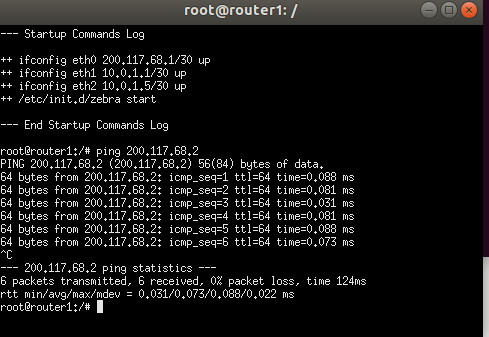 root@router1: /
--- Startup Commands Log
++ ifconfig eth0 200.117.68.1/30 up
++ ifconfig eth1 10.0.1.1/30 up
++ ifconfig eth2 10.0.1.5/30 up
++ /etc/init.d/zebra start
--- End Startup Commands Log
root@router1:/# ping 200.117.68.2
PING 200.117.68.2 (200.117.68.2) 56(84) bytes of data.
64 bytes from 200.117.68.2: icmp_seq=1 ttl=64 time=0.088 ms
64 bytes from 200.117.68.2: icmp_seq=2 ttl=64 time=0.081 ms
64 bytes from 200.117.68.2: icmp_seq=3 ttl=64 time=0.031 ms
64 bytes from 200.117.68.2: icmp_seq=4 ttl=64 time=0.081 ms
64 bytes from 200.117.68.2: icmp_seq=5 ttl=64 time=0.088 ms
64 bytes from 200.117.68.2: icmp_seq=6 ttl=64 time=0.073 ms
^C
--- 200.117.68.2 ping statistics ---
6 packets transmitted, 6 received, 0% packet loss, time 124ms
rtt min/avg/max/mdev = 0.031/0.073/0.088/0.022 ms
root@router1:/#